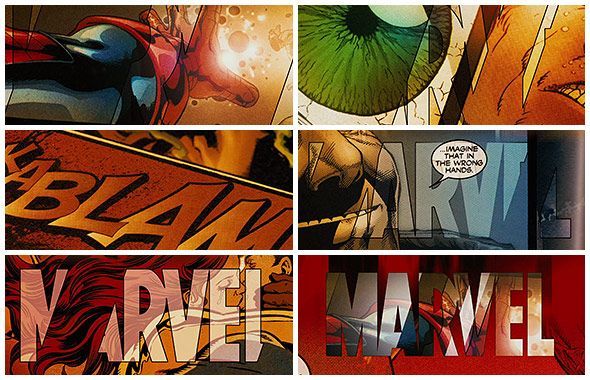 KABLAM
...IMAGINE
THAT IN
THE WRONG
HANDS.
MARVEL
MARVEL
MARVEL